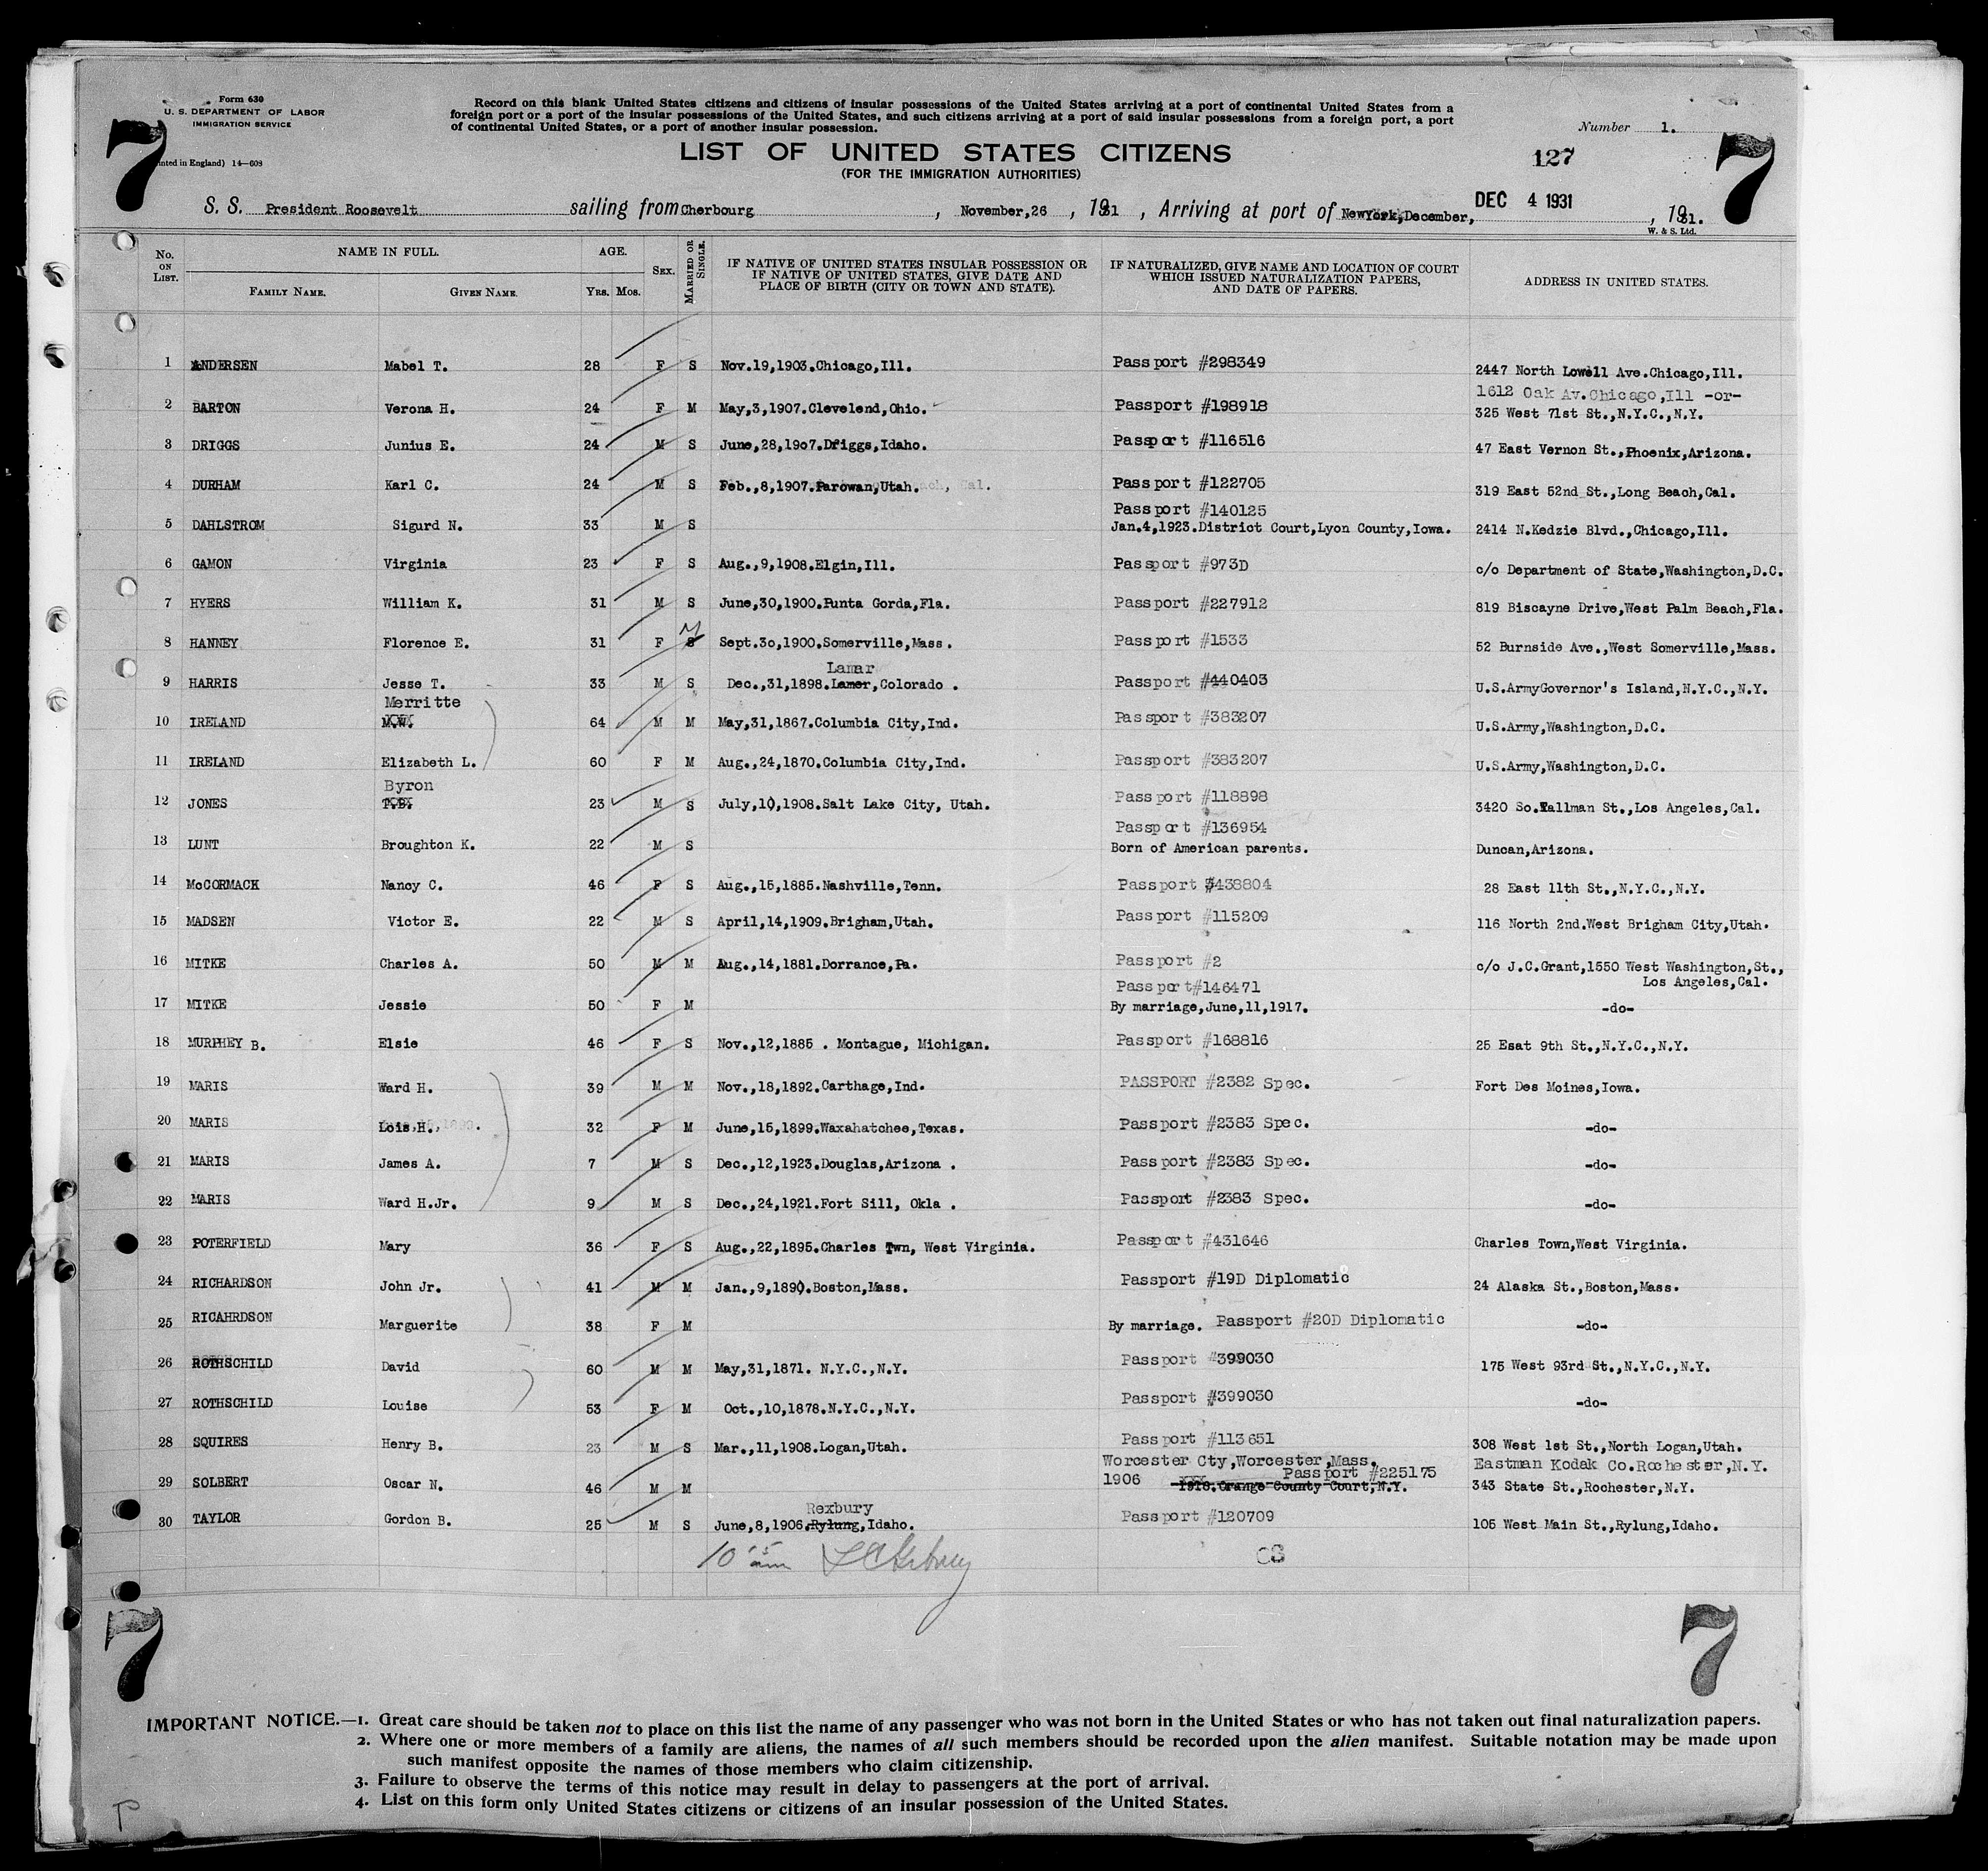 Form 630
U. S. DEPARTMENT OF LABOR
IMMIGRATION SERVICE
(Printed in England) 14—608
7
7
Record on this blank United States citizens and citizens of insular possessions of the United States arriving at a port of continental United States from a
foreign port or a port of the insular possessions of the United States, and such citizens arriving at a port of said insular possessions from a foreign port, a port
of continental United States, or a port of another insular possession.
Number 1.
LIST OF UNITED STATES CITIZENS
(FOR THE IMMIGRATION AUTHORITIES)
127
S. S. President Roosevelt sailing from Cherbourg , November,26 , 1931 , Arriving at port of NewYork,December, DEC 4 1931 , 1931.
W. & S. Ltd.
No. ON LIST. NAME IN FULL. FAMILY NAME. GIVEN NAME. AGE. YRS. MOS. SEX. MARRIED OR SINGLE. IF NATIVE OF UNITED STATES INSULAR POSSESSION OR IF NATIVE OF UNITED STATES, GIVE DATE AND PLACE OF BIRTH (CITY OR TOWN AND STATE). IF NATURALIZED, GIVE NAME AND LOCATION OF COURT WHICH ISSUED NATURALIZATION PAPERS, AND DATE OF PAPERS. ADDRESS IN UNITED STATES.
1 ANDERSEN Mabel T. 28 F S Nov.19,1903.Chicago,Ill. Passport #298349 2447 North Lowell Ave.Chicago,Ill.
1612 Oak Av.Chicago,Ill -or-
2 BARTON Verona H. 24 F M May,3,1907.Cleveland,Ohio. Passport #198918 325 West 71st St.,N.Y.C.,N.Y.
3 DRIGGS Junius E. 24 M S June,28,1907.Driggs,Idaho. Passport #116516 47 East Vernon St.,Phoenix,Arizona.
4 DURHAM Karl C. 24 M S Feb.,8,1907.Parowan,Utah. Passport #122705 319 East 52nd St.,Long Beach,Cal.
Passport #140125
5 DAHLSTROM Sigurd N. 33 M S Jan.4,1923.District Court,Lyon County,Iowa. 2414 N.Kedzie Blvd.,Chicago,Ill.
6 GAMON Virginia 23 F S Aug.,9,1908.Elgin,Ill. Passport #973D c/o Department of State,Washington,D.C.
7 HYERS William K. 31 M S June,30,1900.Punta Gorda,Fla. Passport #227912 819 Biscayne Drive,West Palm Beach,Fla.
8 HANNEY Florence E. 31 F S M Sept.30,1900.Somerville,Mass. Passport #1533 52 Burnside Ave.,West Somerville,Mass.
Lamar
9 HARRIS Jesse T. 33 M S Dec.,31,1898.Lamer,Colorado . Passport #440403 U.S.ArmyGovernor's Island,N.Y.C.,N.Y.
Merritte
10 IRELAND M.W. 64 M M May,31,1867.Columbia City,Ind. Passport #383207 U.S.Army,Washington,D.C.
11 IRELAND Elizabeth L. 60 F M Aug.,24,1870.Columbia City,Ind. Passport #383207 U.S.Army,Washington,D.C.
Byron
12 JONES T.B. 23 M S July,10,1908.Salt Lake City, Utah. Passport #118898 3420 So.Tallman St.,Los Angeles,Cal.
Passport #136954
13 LUNT Broughton K. 22 M S Born of American parents. Duncan,Arizona.
14 McCORMACK Nancy C. 46 F S Aug.,15,1885.Nashville,Tenn. Passport #438804 28 East 11th St.,N.Y.C.,N.Y.
15 MADSEN Victor E. 22 M S April,14,1909.Brigham,Utah. Passport #115209 116 North 2nd.West Brigham City,Utah.
16 MITKE Charles A. 50 M M Aug.,14,1881.Dorrance,Pa. Passport #2 c/o J.C.Grant,1550 West Washington,St.,
Passport#146471 Los Angeles,Cal.
17 MITKE Jessie 50 F M By marriage,June,11,1917. -do-
18 MURPHEY B. Elsie 46 F S Nov.,12,1885 . Montague, Michigan. Passport #168816 25 Esat 9th St.,N.Y.C.,N.Y.
19 MARIS Ward H. 39 M M Nov.,18,1892.Carthage,Ind. PASSPORT #2382 Spec. Fort Des Moines,Iowa.
20 MARIS Lois H. 32 F M June,15,1899.Waxahatchee,Texas. Passport #2383 Spec. -do-
21 MARIS James A. 7 M S Dec.,12,1923.Douglas,Arizona . Passport #2383 Spec. -do-
22 MARIS Ward H.Jr. 9 M S Dec.,24,1921.Fort Sill, Okla . Passport #2383 Spec. -do-
23 POTERFIELD Mary 36 F S Aug.,22,1895.Charles Twn, West Virginia. Passport #431646 Charles Town,West Virginia.
24 RICHARDSON John Jr. 41 M M Jan.,9,1890.Boston,Mass. Passport #19D Diplomatic 24 Alaska St.,Boston,Mass.
25 RICAHRDSON Marguerite 38 F M By marriage. Passport #20D Diplomatic -do-
26 ROTHSCHILD David 60 M M May,31,1871. N.Y.C.,N.Y. Passport #399030 175 West 93rd St.,N.Y.C.,N.Y.
27 ROTHSCHILD Louise 53 F M Oct.,10,1878.N.Y.C.,N.Y. Passport #399030 -do-
28 SQUIRES Henry B. 23 M S Mar.,11,1908.Logan,Utah. Passport #113651 308 West 1st St.,North Logan,Utah.
Worcester Cty,Worcester,Mass. Eastman Kodak Co.Rochester,N.Y.
1906 xxx Passport #225175
29 SOLBERT Oscar N. 46 M M 1918.Orange County Court,N.Y. 343 State St.,Rochester,N.Y.
Rexbury
30 TAYLOR Gordon B. 25 M S June,8,1906,Rylung,Idaho. Passport #120709 105 West Main St.,Rylung,Idaho.
10 15 am
7
7
IMPORTANT NOTICE.—1. Great care should be taken not to place on this list the name of any passenger who was not born in the United States or who has not taken out final naturalization papers.
2. Where one or more members of a family are aliens, the names of all such members should be recorded upon the alien manifest. Suitable notation may be made upon
such manifest opposite the names of those members who claim citizenship.
3. Failure to observe the terms of this notice may result in delay to passengers at the port of arrival.
4. List on this form only United States citizens or citizens of an insular possession of the United States.